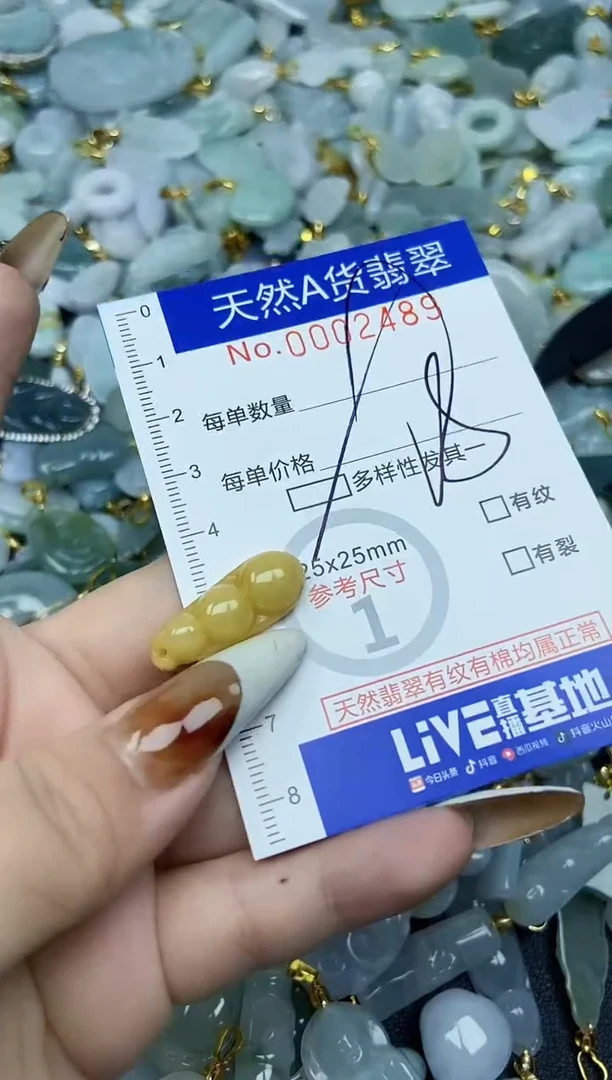 天然A货翡翠
No.0002489
每单数量
每单价格
多样性发其一
有纹
有裂
25x25mm
参考尺寸
1
天然翡翠有纹有棉均属正常
LiVE直播基地
今日头条 抖音 西瓜视频 抖音火山
0
1
2
3
4
7
8